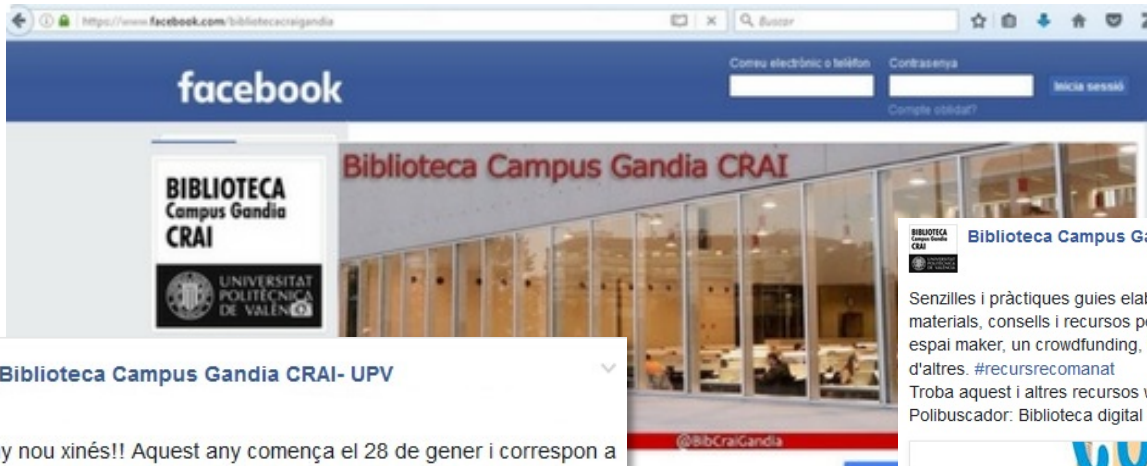 https://www.facebook.com/bibliotecacraigandia
Buscar
facebook
Correu electrònic o telèfon
Contrasenya
Inicia sessió
Compte oblidat?
BIBLIOTECA
Campus Gandia
CRAI
UNIVERSITAT
POLITÈCNICA
DE VALÈNCIA
Biblioteca Campus Gandia CRAI
@BibCraiGandia
Biblioteca Campus Gandia CRAI- UPV
y nou xinés!! Aquest any comença el 28 de gener i correspon a
BIBLIOTECA
Campus Gandia
CRAI
Biblioteca Campus Ga
Senzilles i pràctiques guies elab
materials, consells i recursos pe
espai maker, un crowdfunding,
d'altres. #recursrecomanat
Troba aquest i altres recursos v
Polibuscador: Biblioteca digital